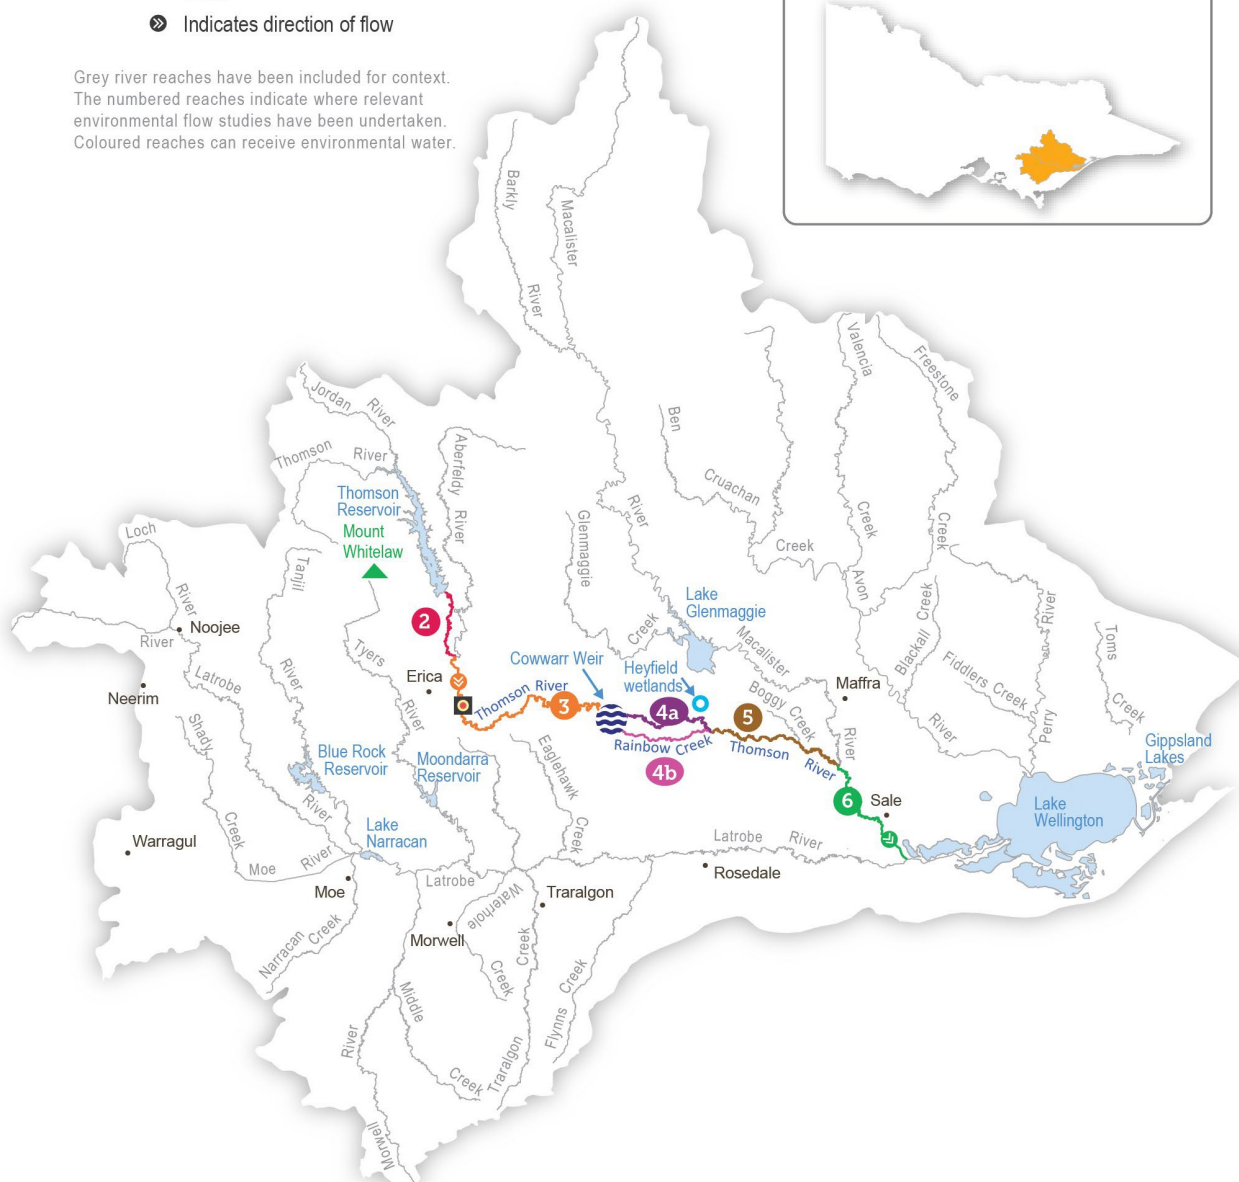 Indicates direction of flow
Grey river reaches have been included for context.
The numbered reaches indicate where relevant
environmental flow studies have been undertaken.
Coloured reaches can receive environmental water.
Barkly
River
Macalister
River
Jordan
River
Thomson
River
Aberfeldy
River
Thomson
Reservoir
Mount
Whitelaw
Loch
River
Noojee
River
Neerim
Latrobe
River
Tanjil
River
Tyers
River
Erica
2
3
Thomson River
Cowwarr Weir
Heyfield
wetlands
4a
4b
Rainbow Creek
5
Thomson
River
6
Sale
Glenmaggie
Creek
Lake
Glenmaggie
Macalister
River
Boggy
Creek
Maffra
Ben
Cruachan
Creek
Valencia
Creek
Freestone
Creek
Avon
River
Blackall Creek
Fiddlers Creek
Perry
River
Toms
Creek
Gippsland
Lakes
Lake
Wellington
Shady
Creek
Blue Rock
Reservoir
Moondarra
Reservoir
Eaglehawk
Creek
Lake
Narracan
Warragul
Moe
River
Moe
Latrobe
Latrobe
River
Rosedale
Traralgon
Waterhole
Creek
Morwell
Narracan
Creek
Middle
Creek
Traralgon
Creek
Flynns
Creek
Morwell
River